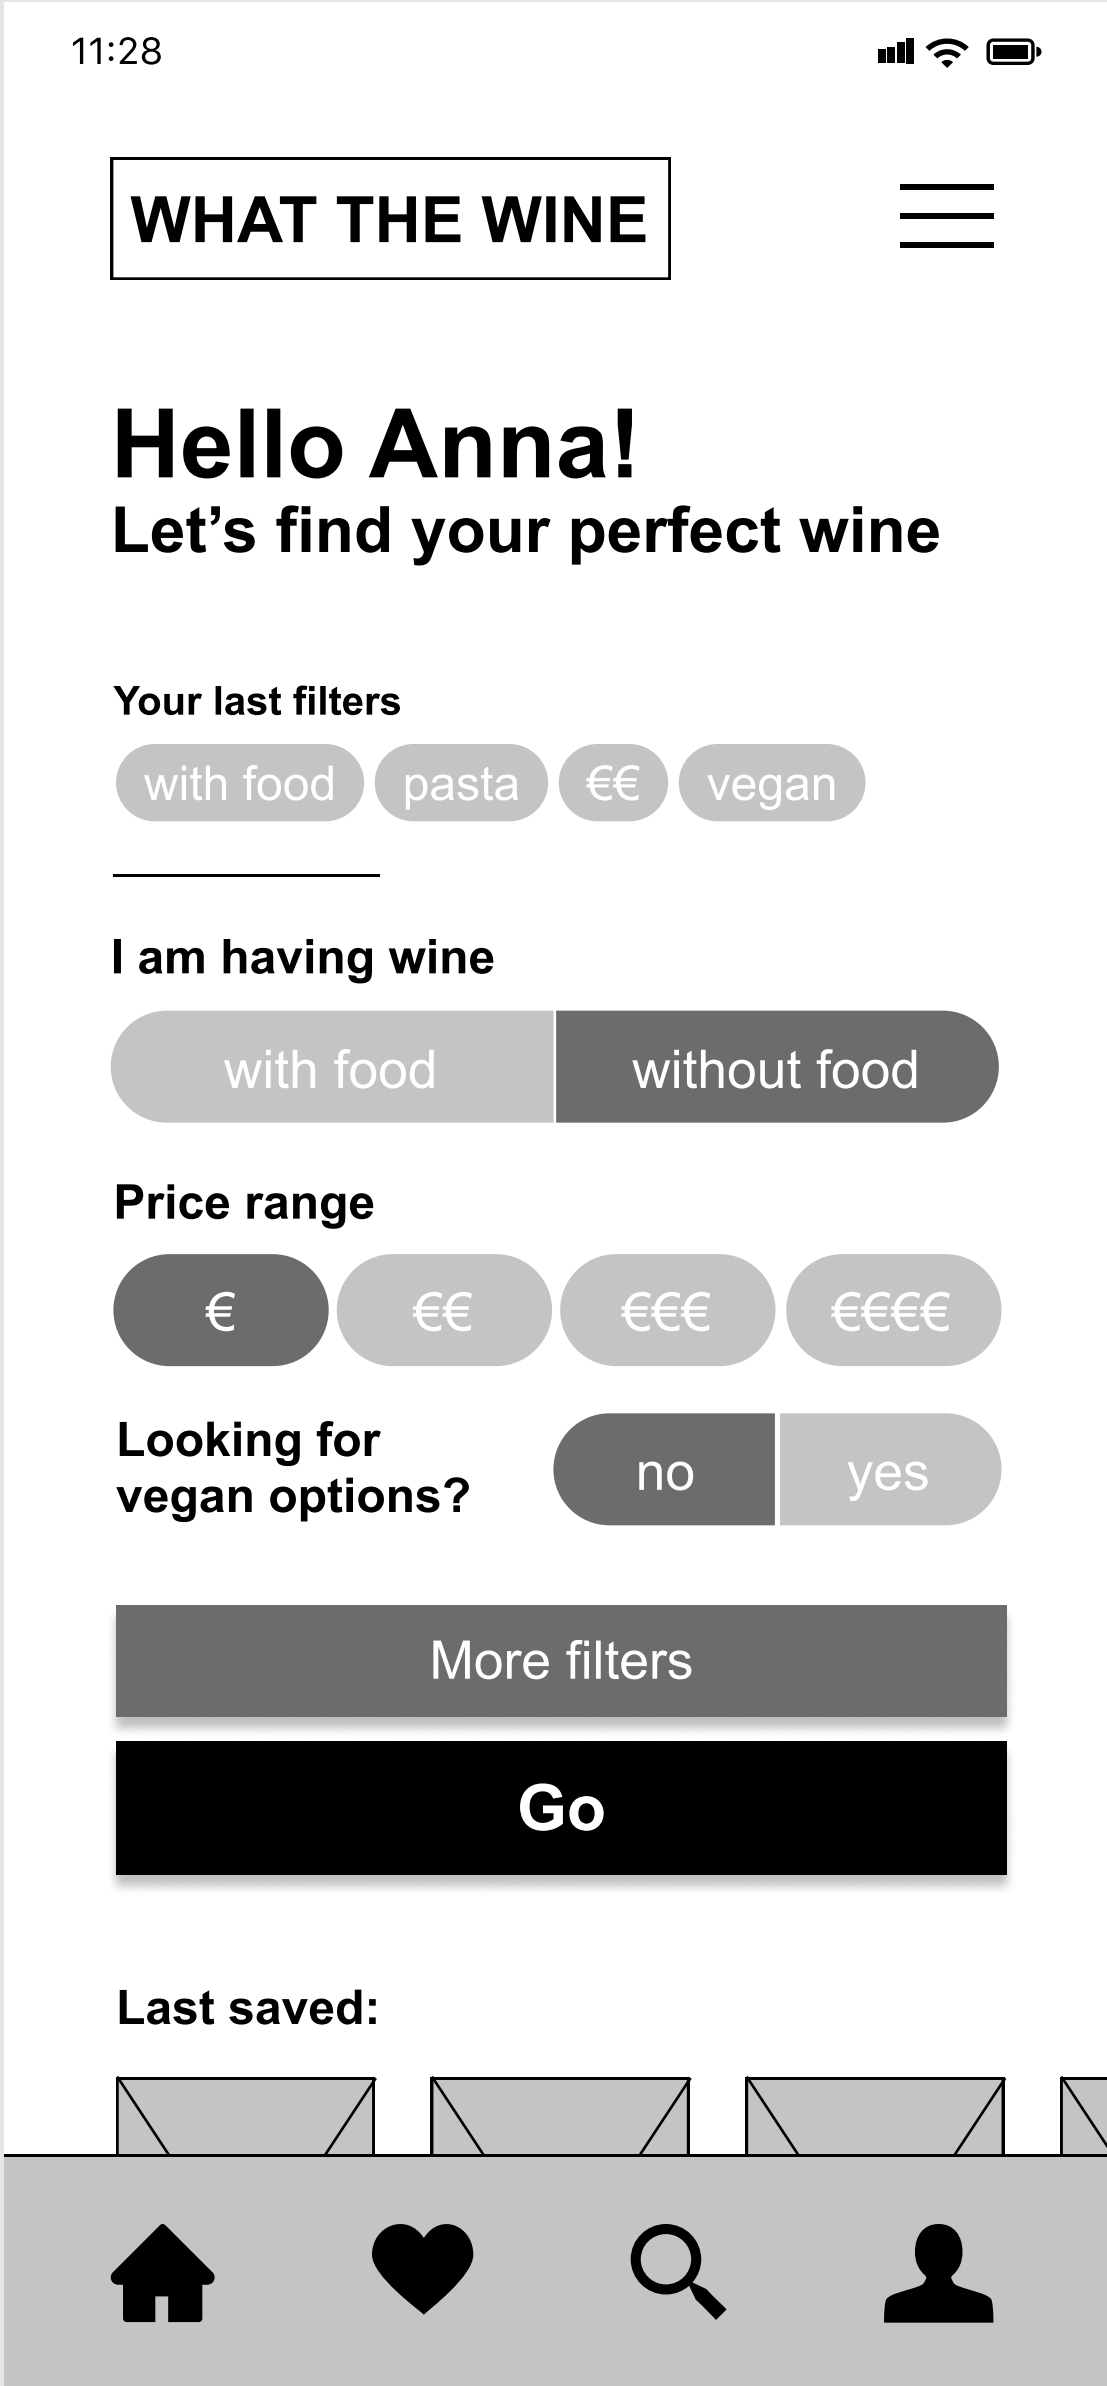 11:28
WHAT THE WINE
Hello Anna!
Let’s find your perfect wine
Your last filters
with food pasta €€ vegan
I am having wine
with food without food
Price range
€ €€ €€€ €€€€
Looking for
vegan options?
no yes
More filters
Go
Last saved: